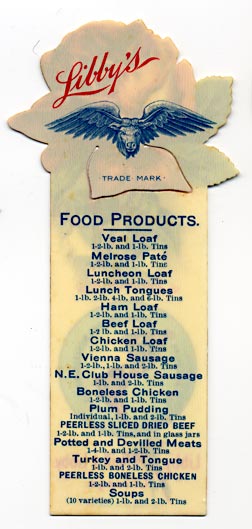 Libby's
TRADE MARK
FOOD PRODUCTS.
Veal Loaf
1-2-lb. and 1-lb. Tins
Melrose Paté
1-2-lb. and 1-lb. Tins
Luncheon Loaf
1-2-lb. and 1-lb. Tins
Lunch Tongues
1-lb. 2-lb. 4-lb. and 6-lb. Tins
Ham Loaf
1-2-lb. and 1-lb. Tins
Beef Loaf
1-2 lb. and 1-lb. Tins
Chicken Loaf
1-2-lb. and 1-lb. Tins
Vienna Sausage
1-2-lb., 1-lb. and 2-lb. Tins
N.E. Club House Sausage
1-lb. and 2-lb. Tins
Boneless Chicken
1-2-lb. and 1-lb. Tins
Plum Pudding
Individual, 1-lb. and 2-lb. Tins
PEERLESS SLICED DRIED BEEF
1-2-lb. and 1-lb. Tins, and in glass jars
Potted and Devilled Meats
1-4-lb. and 1-2-lb. Tins
Turkey and Tongue
1-lb. and 2-lb. Tins
PEERLESS BONELESS CHICKEN
1-2-lb. and 1-lb. Tins
Soups
(10 varieties) 1-lb. and 2-lb. Tins